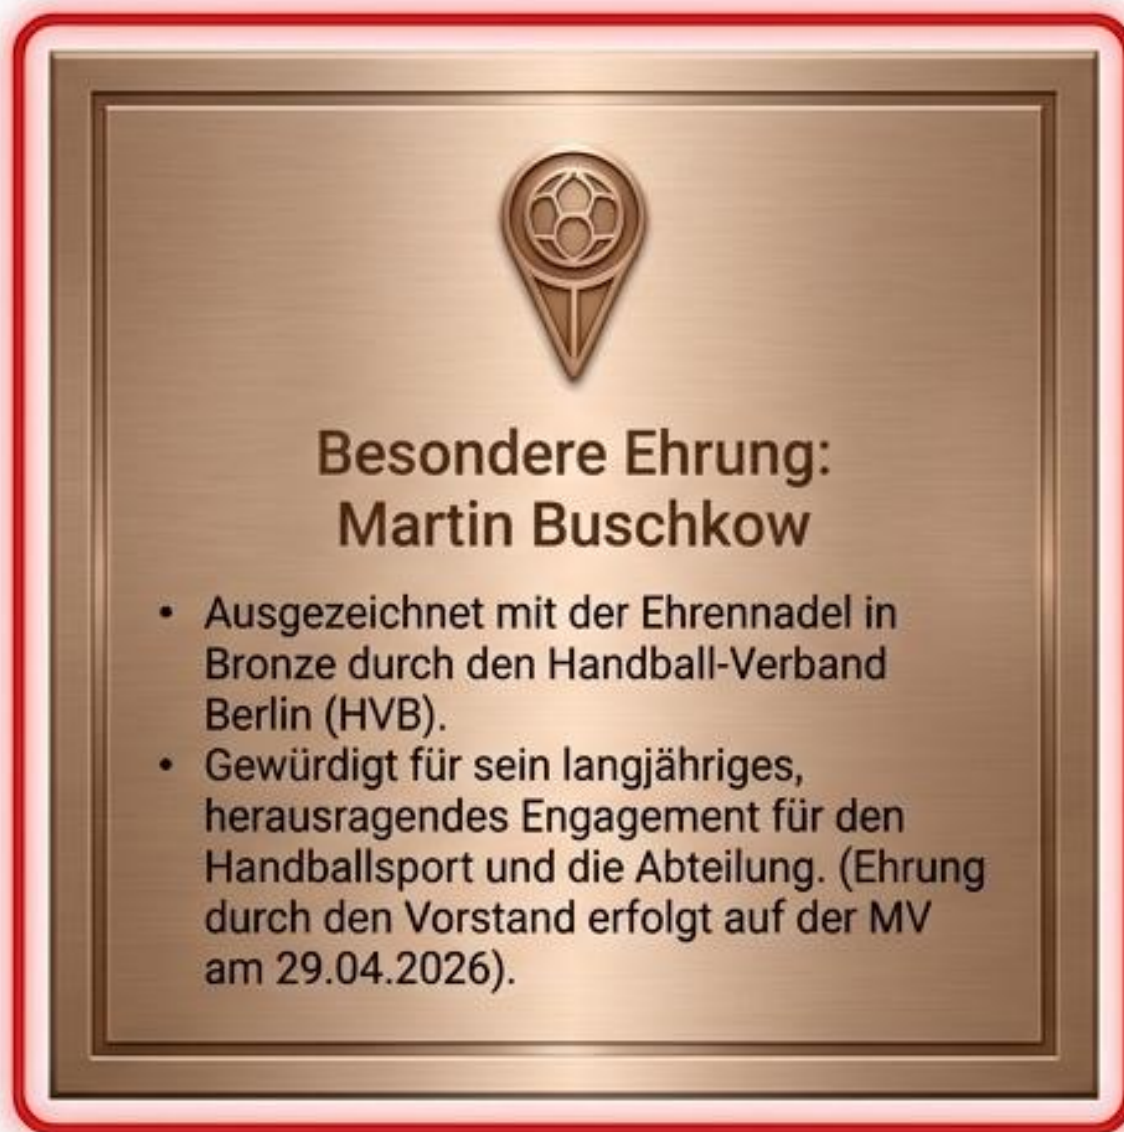 Besondere Ehrung:
Martin Buschkow
• Ausgezeichnet mit der Ehrennadel in
Bronze durch den Handball-Verband
Berlin (HVB).
• Gewürdigt für sein langjähriges,
herausragendes Engagement für den
Handballsport und die Abteilung. (Ehrung
durch den Vorstand erfolgt auf der MV
am 29.04.2026).